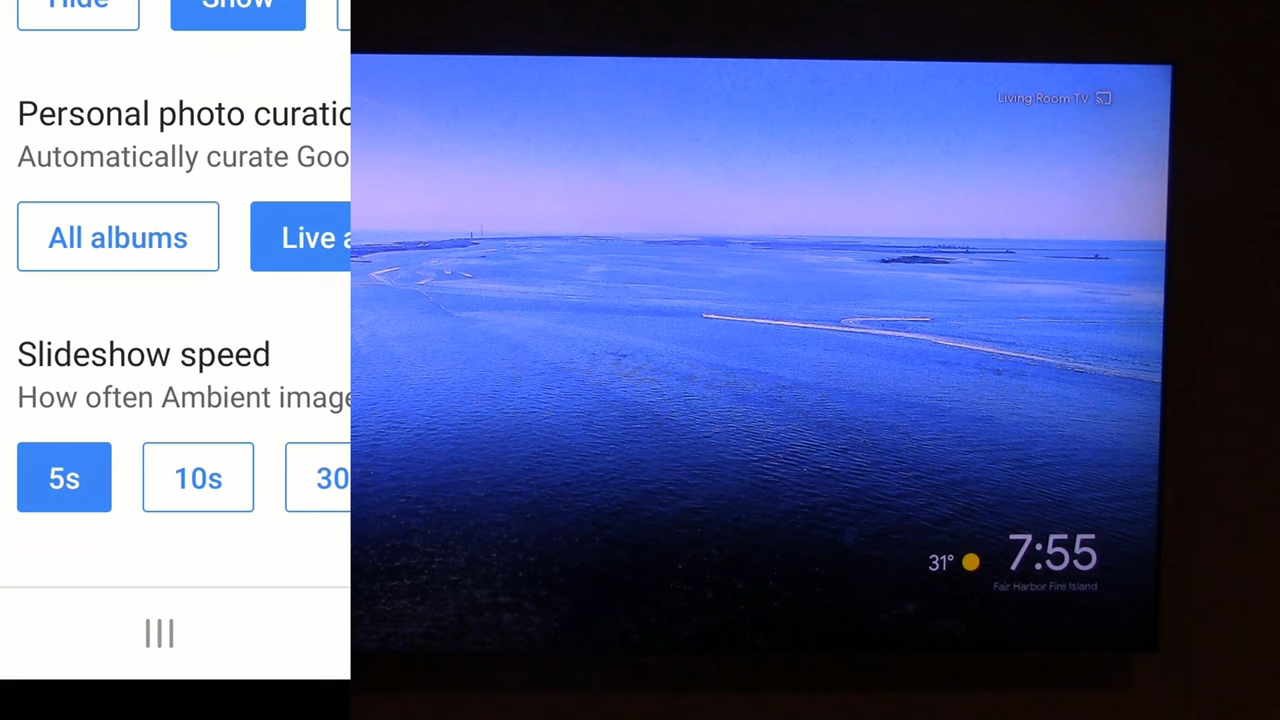 Hide
Show
Personal photo curatio
Automatically curate Goo
All albums
Live a
Slideshow speed
How often Ambient image
5s
10s
30
Living Room TV
31°
7:55
Fair Harbor Fire Island